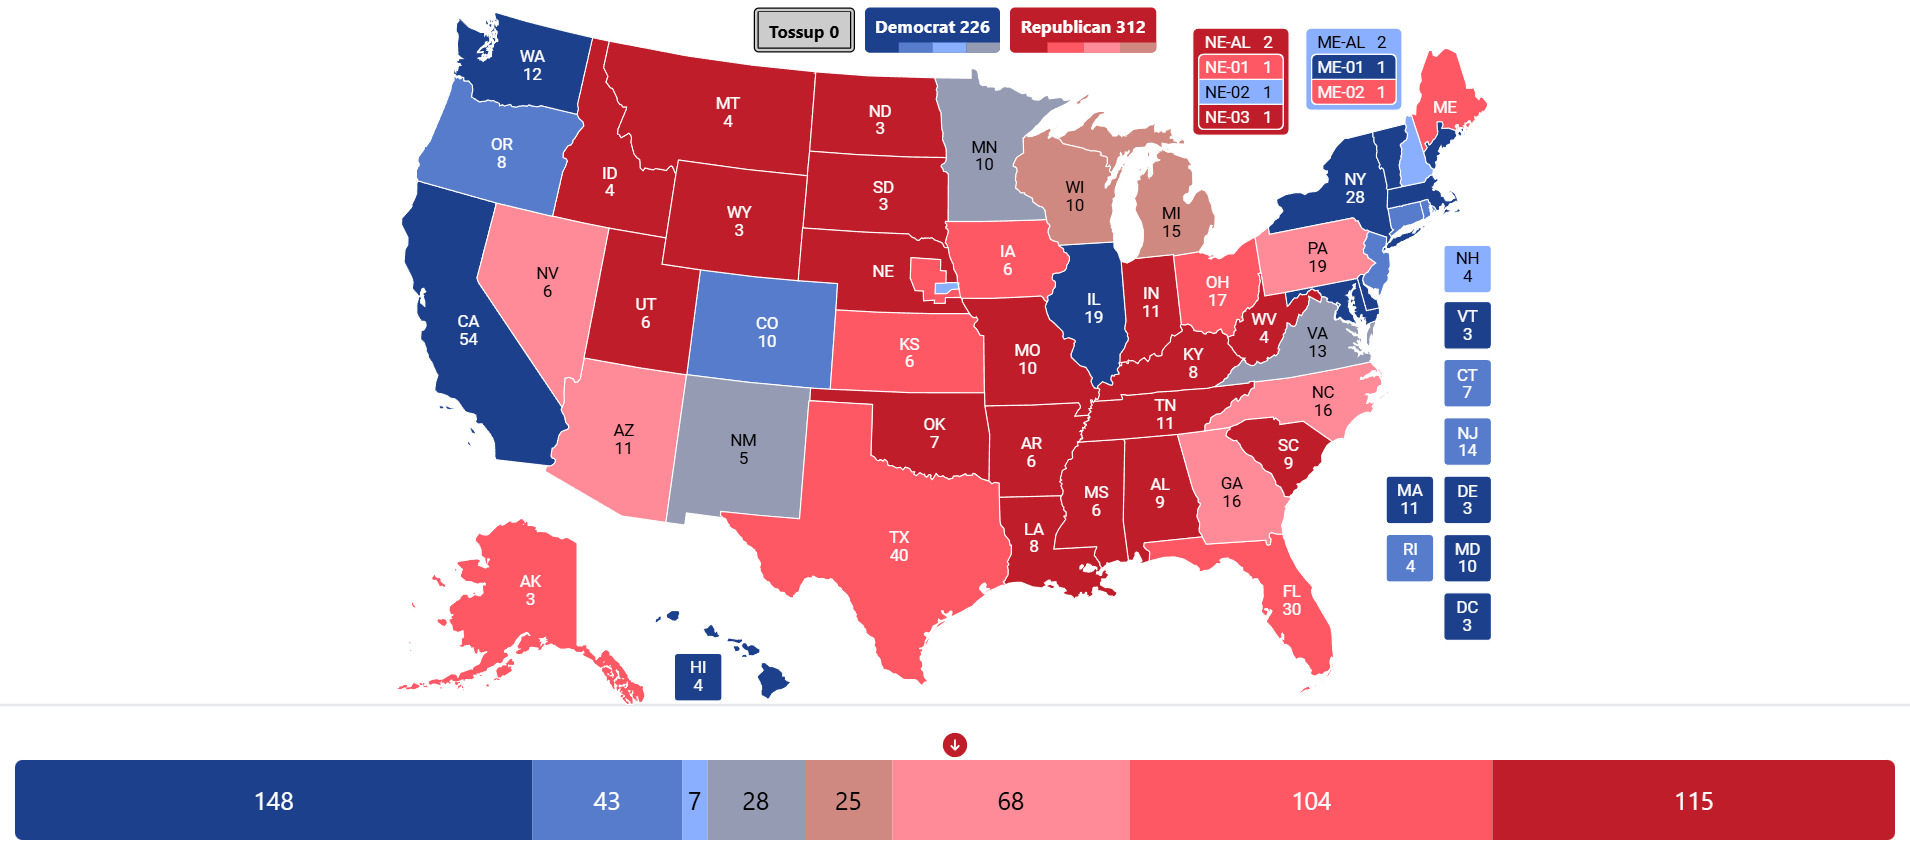 Tossup 0
Democrat 226
Republican 312
NE-AL 2
NE-01 1
NE-02 1
NE-03 1
ME-AL 2
ME-01 1
ME-02 1
WA
12
OR
8
CA
54
NV
6
ID
4
MT
4
WY
3
UT
6
AZ
11
CO
10
NM
5
ND
3
SD
3
NE
KS
6
OK
7
TX
40
MN
10
IA
6
MO
10
AR
6
LA
8
WI
10
IL
19
MI
15
IN
11
OH
17
KY
8
TN
11
MS
6
AL
9
GA
16
FL
30
SC
9
NC
16
VA
13
WV
4
PA
19
NY
28
ME
NH
4
VT
3
CT
7
NJ
14
MA
11
DE
3
RI
4
MD
10
DC
3
AK
3
HI
4
148
43
7
28
25
68
104
115